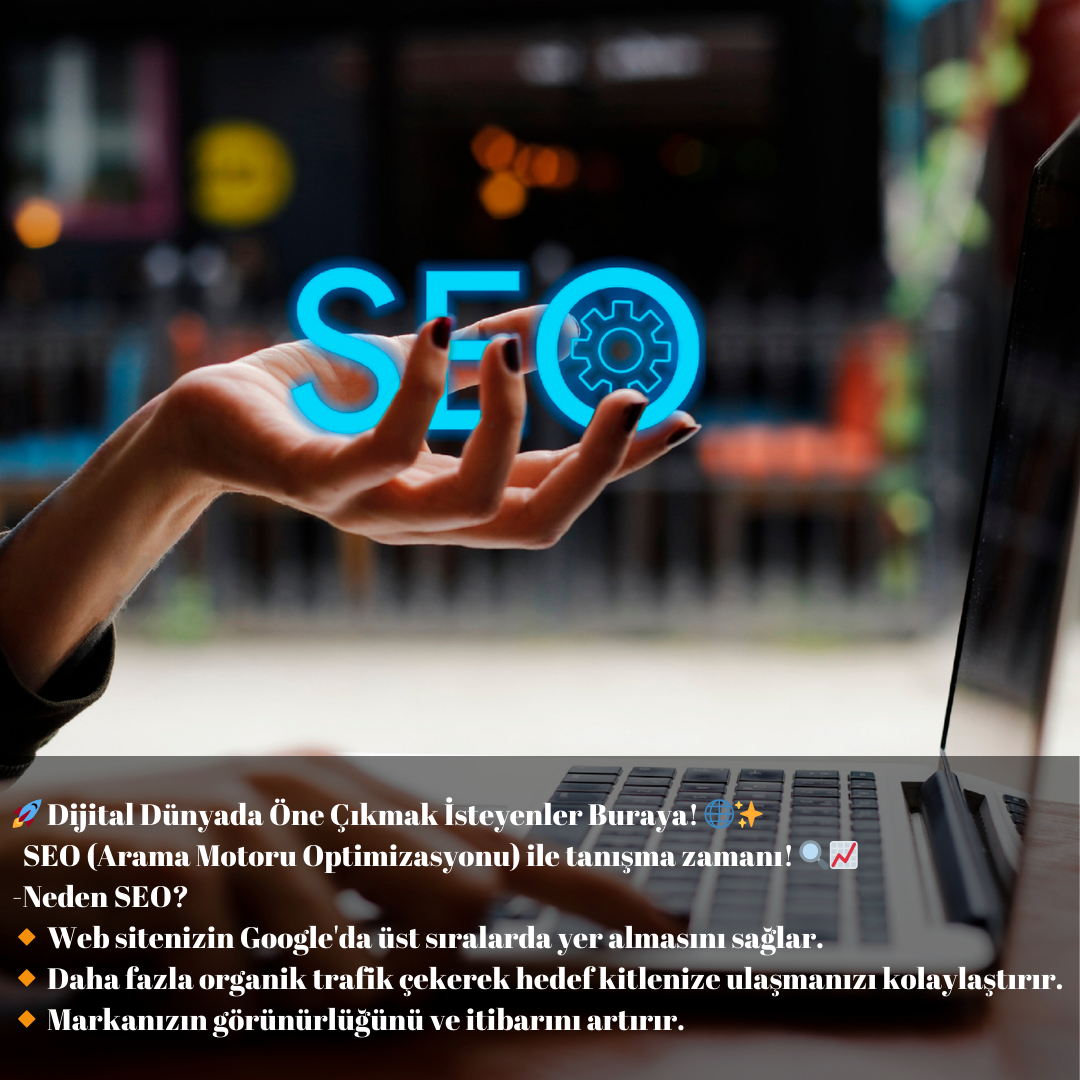 SEO
🚀 Dijital Dünyada Öne Çıkmak İsteyenler Buraya! 🌐✨
SEO (Arama Motoru Optimizasyonu) ile tanışma zamanı! 🔍📈
-Neden SEO?
🔸 Web sitenizin Google'da üst sıralarda yer almasını sağlar.
🔸 Daha fazla organik trafik çekerek hedef kitlenize ulaşmanızı kolaylaştırır.
🔸 Markanızın görünürlüğünü ve itibarını artırır.